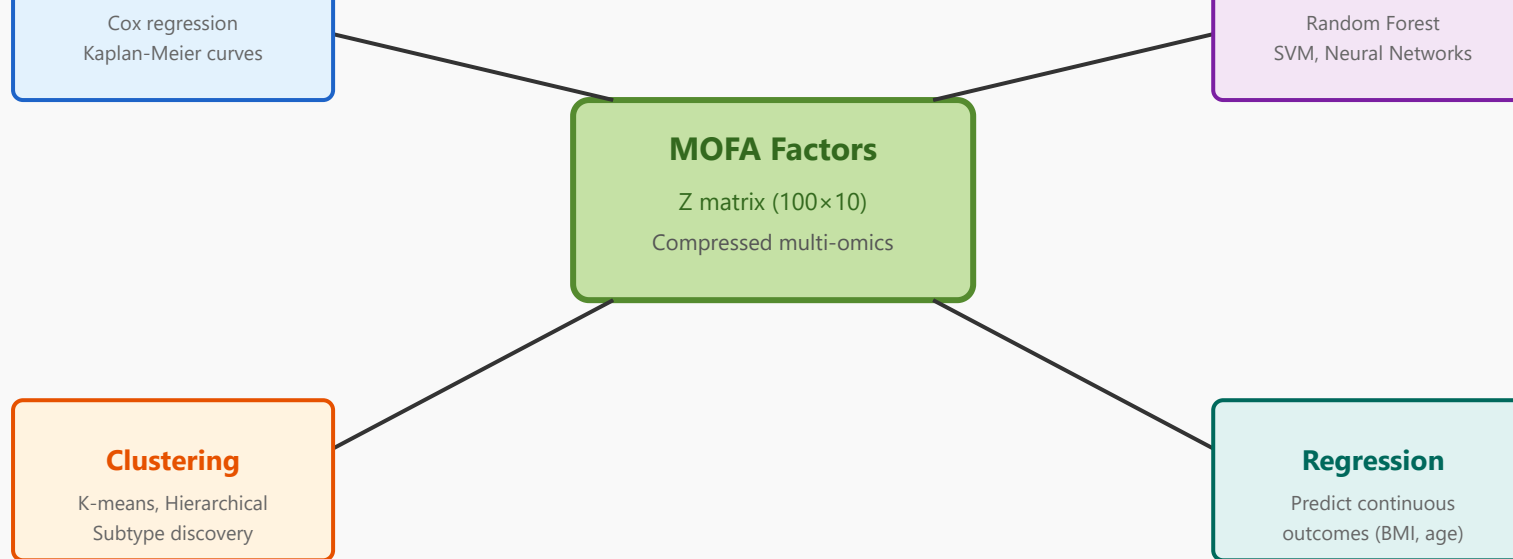 Cox regression
Kaplan-Meier curves
Random Forest
SVM, Neural Networks
MOFA Factors
Z matrix (100×10)
Compressed multi-omics
Clustering
K-means, Hierarchical
Subtype discovery
Regression
Predict continuous
outcomes (BMI, age)